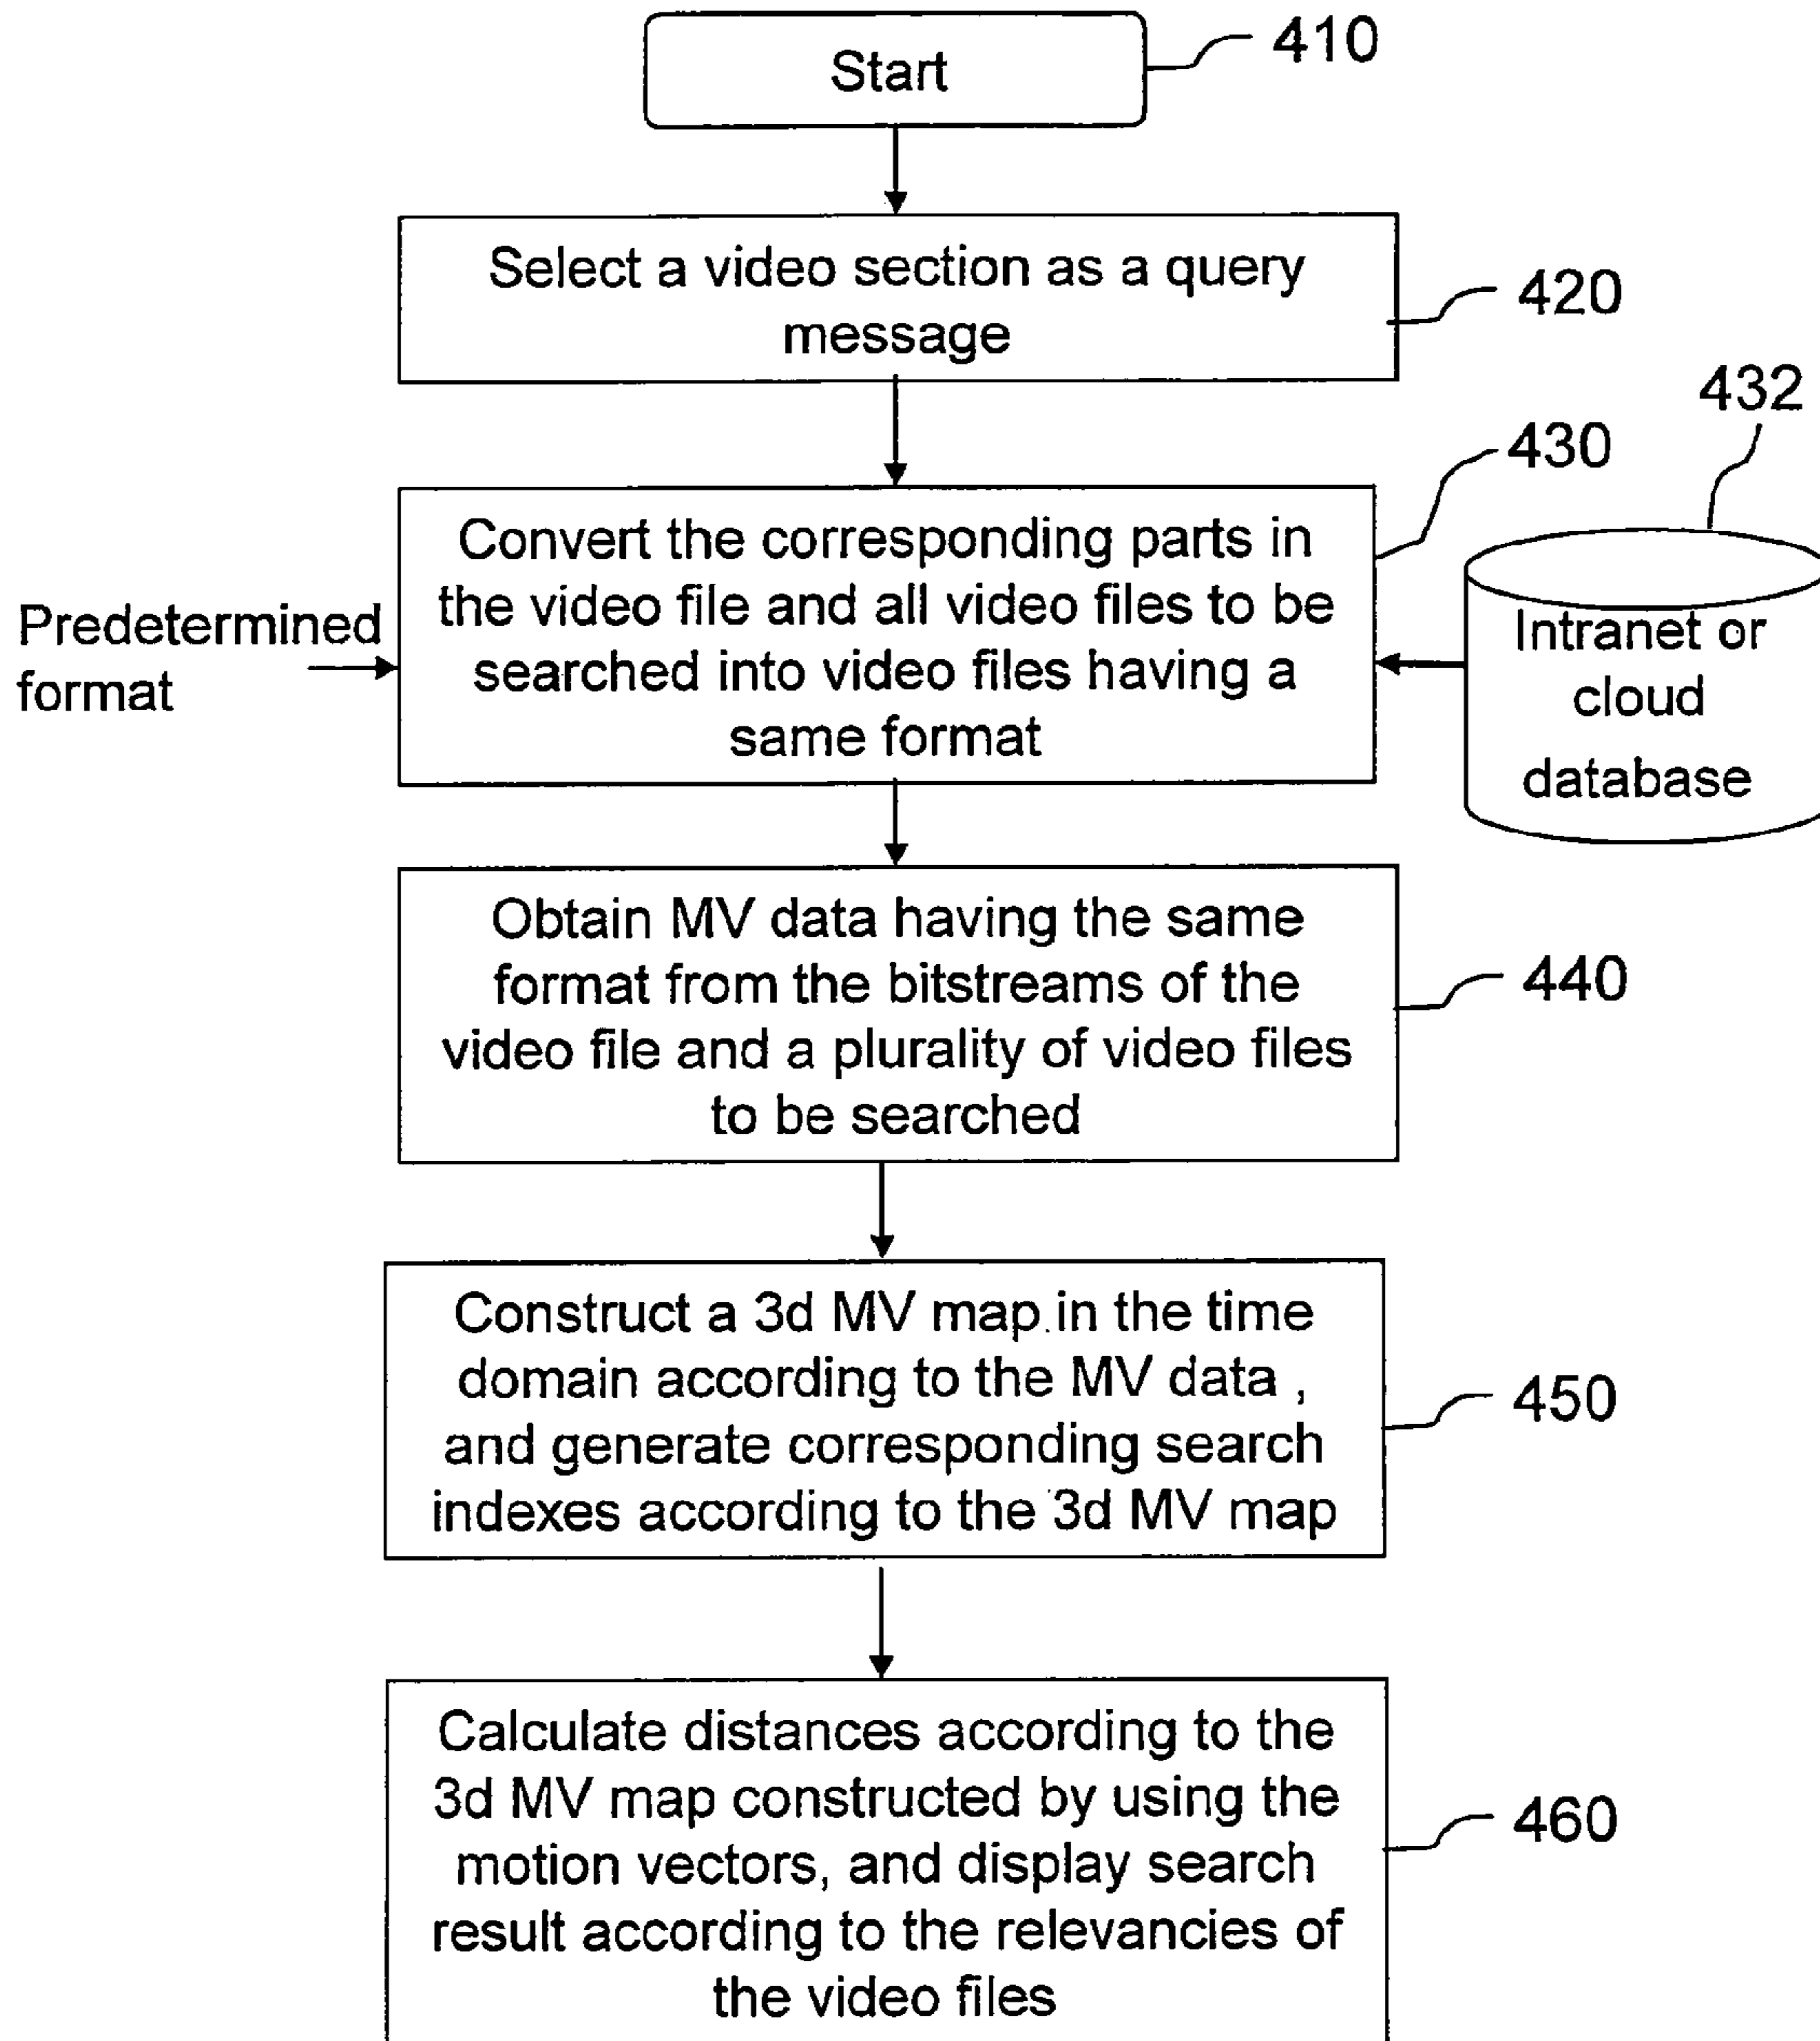 Start
410
Select a video section as a query
message
420
432
430
Convert the corresponding parts in
the video file and all video files to be
searched into video files having a
same format
Predetermined
format
Intranet or
cloud
database
Obtain MV data having the same
format from the bitstreams of the
video file and a plurality of video files
to be searched
440
Construct a 3d MV map in the time
domain according to the MV data ,
and generate corresponding search
indexes according to the 3d MV map
450
Calculate distances according to the
3d MV map constructed by using the
motion vectors, and display search
result according to the relevancies of
the video files
460